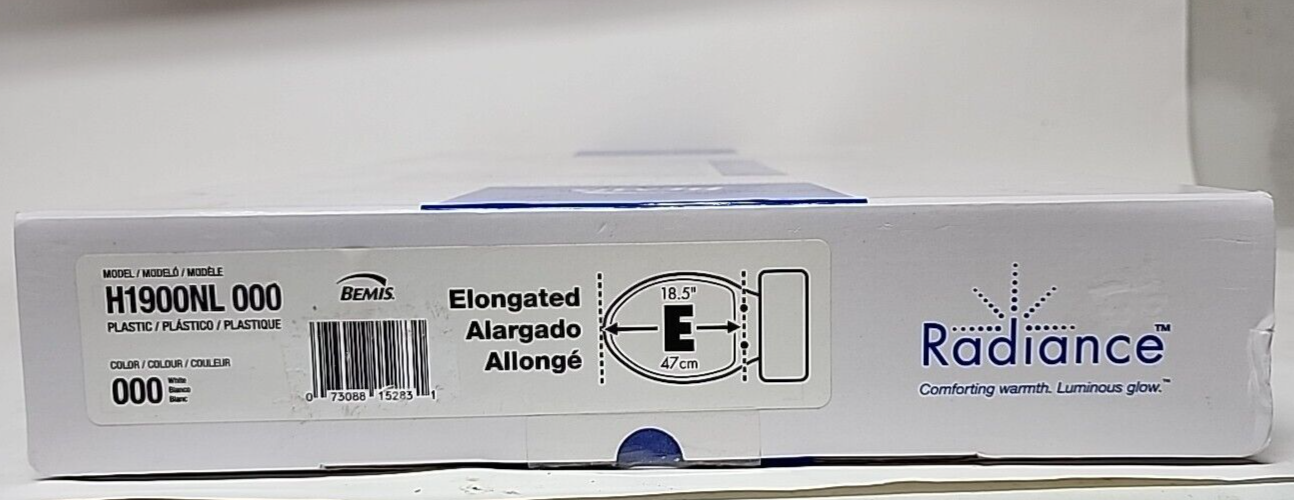 MODEL / MODELÓ / MODÈLE
H1900NL 000
PLASTIC / PLÁSTICO / PLASTIQUE
COLOR / COLOUR / COULEUR
000
White
Blanco
Blanc
BEMIS
0 73088 15283 1
Elongated
Alargado
Allongé
18.5"
E
47cm
Radiance™
Comforting warmth. Luminous glow.™